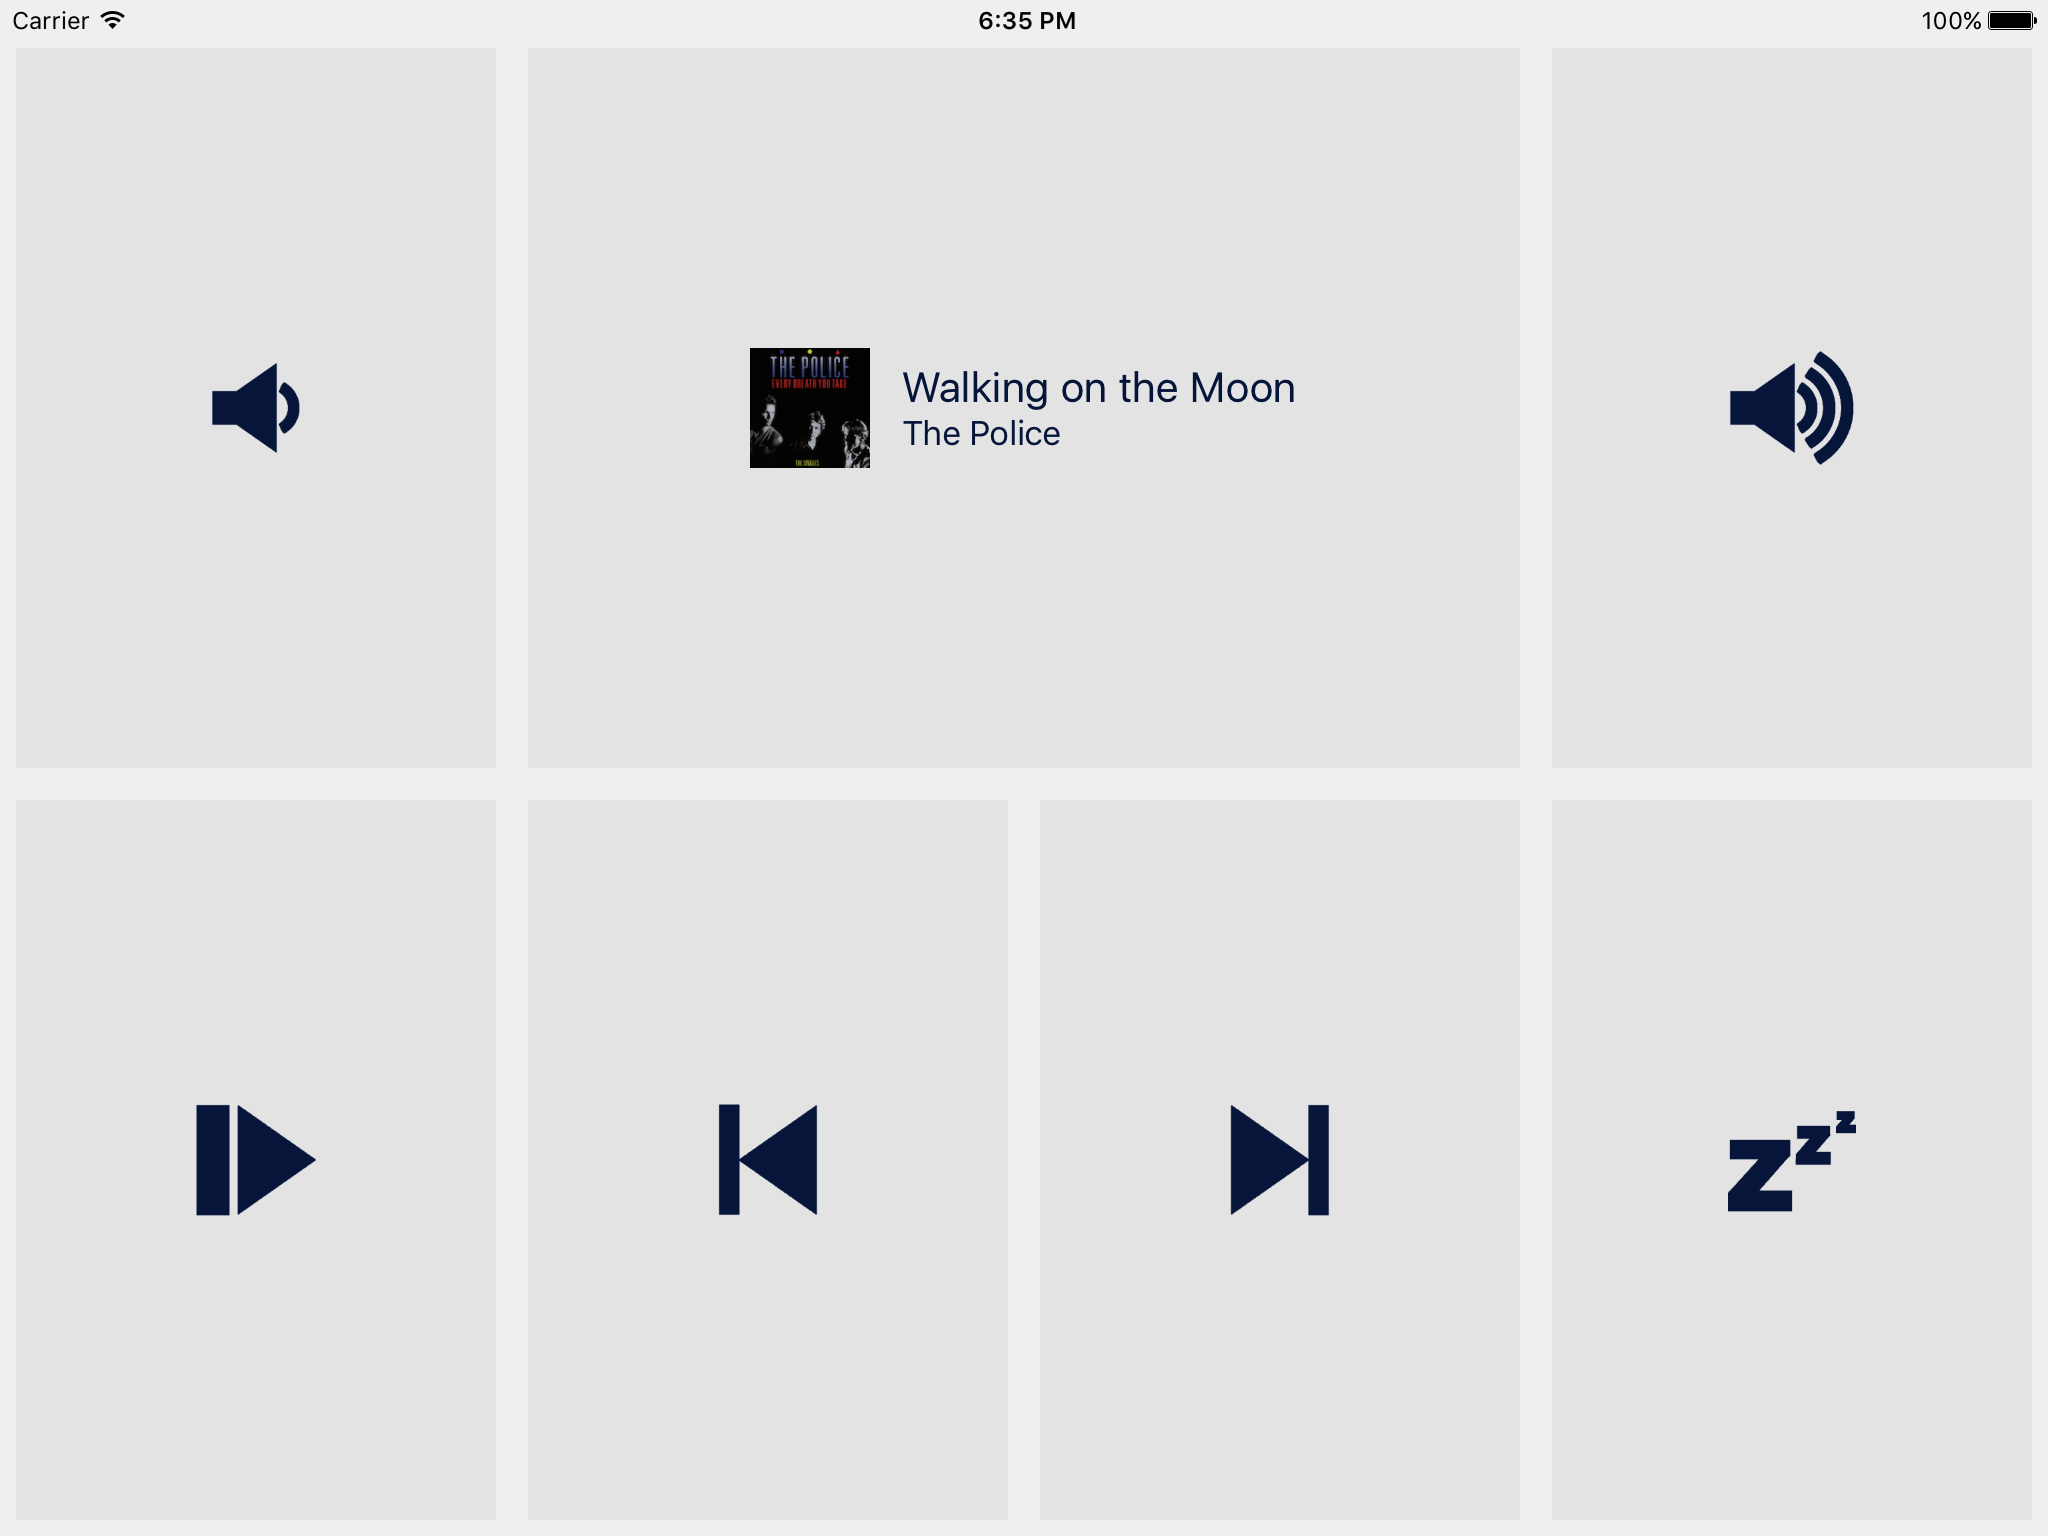 Carrier
6:35 PM
100%
THE POLICE
EVERY BREATH YOU TAKE
THE SINGLES
Walking on the Moon
The Police
zzz